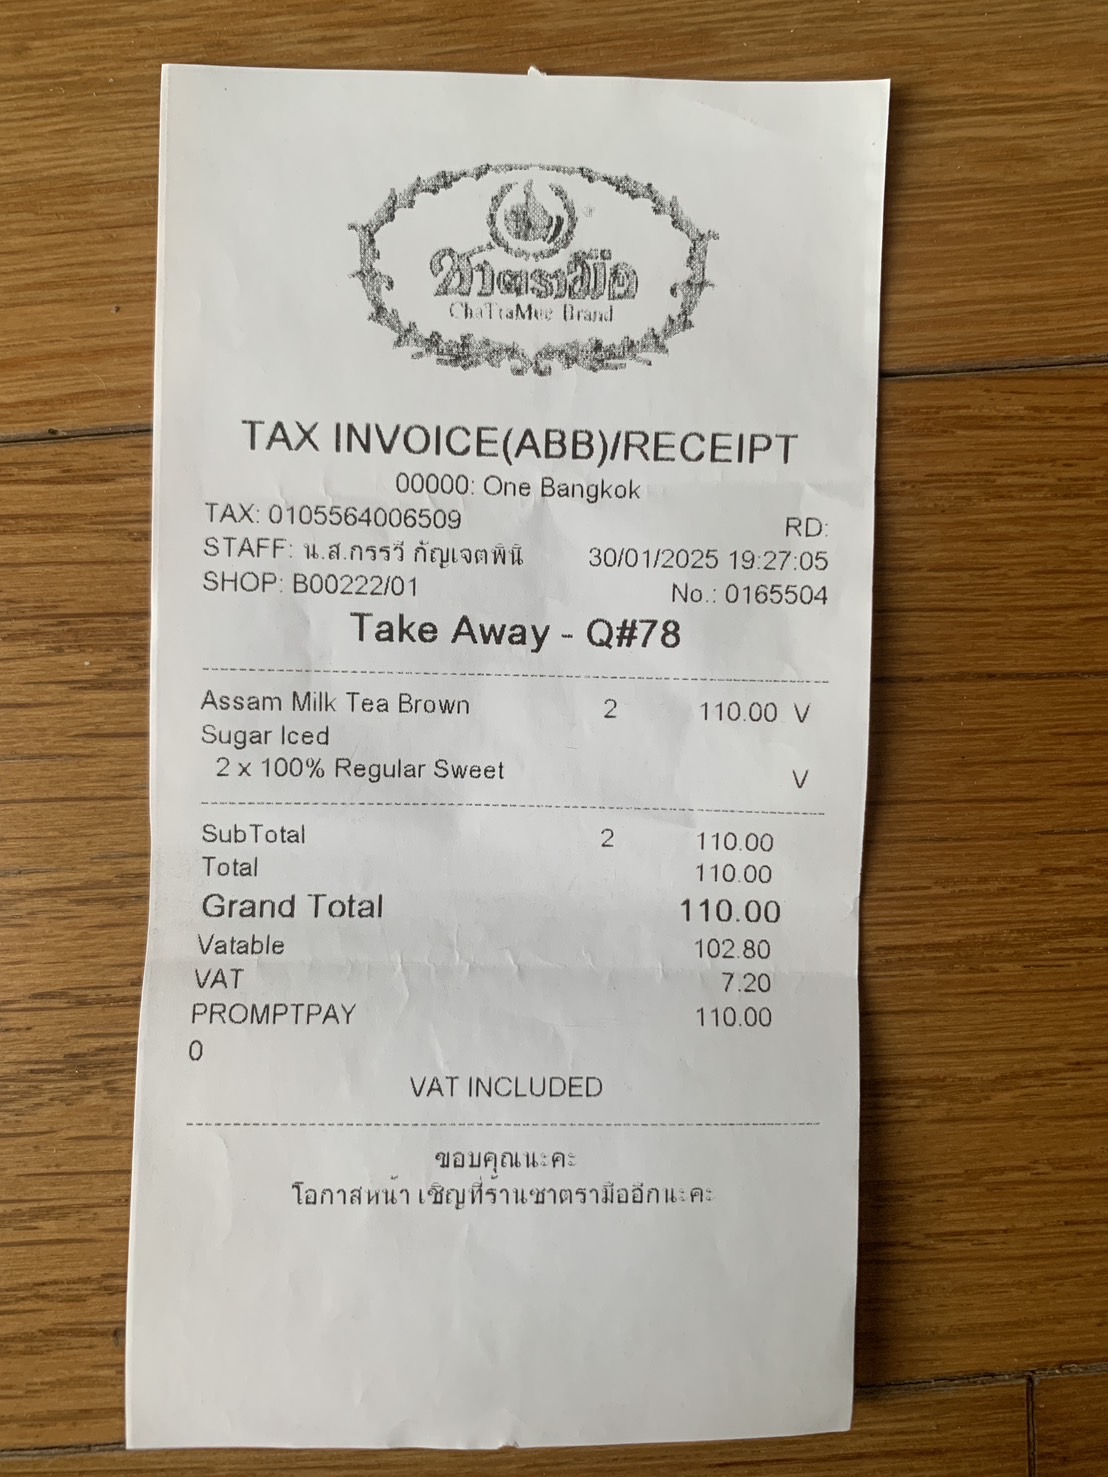 ชาตรามือ
ChaTraMue Brand
TAX INVOICE(ABB)/RECEIPT
00000: One Bangkok
TAX: 0105564006509 RD:
STAFF: น.ส.กรรวี กัญเจตพินิ 30/01/2025 19:27:05
SHOP: B00222/01 No.: 0165504
Take Away - Q#78
Assam Milk Tea Brown 2 110.00 V
Sugar Iced
2 x 100% Regular Sweet V
SubTotal 2 110.00
Total 110.00
Grand Total 110.00
Vatable 102.80
VAT 7.20
PROMPTPAY 110.00
0
VAT INCLUDED
ขอบคุณนะคะ
โอกาสหน้า เชิญที่ร้านชาตรามืออีกนะคะ